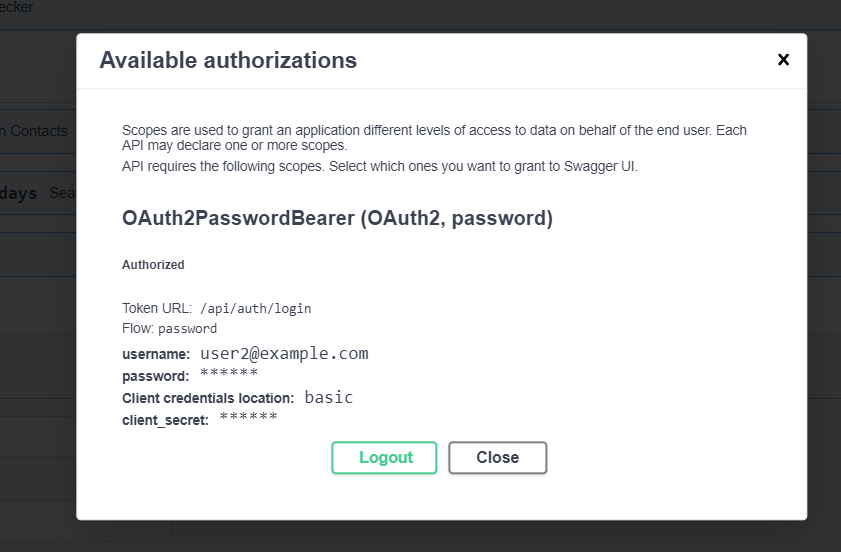 ecker
Available authorizations
h Contacts
Scopes are used to grant an application different levels of access to data on behalf of the end user. Each
API may declare one or more scopes.
API requires the following scopes. Select which ones you want to grant to Swagger UI.
days Sea
OAuth2PasswordBearer (OAuth2, password)
Authorized
Token URL: /api/auth/login
Flow: password
username: user2@example.com
password: ******
Client credentials location: basic
client_secret: ******
Logout Close